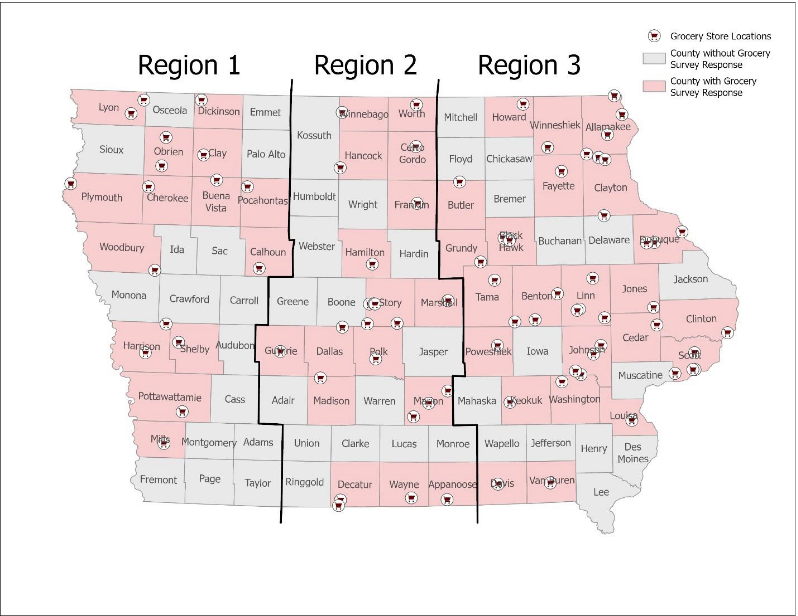 Region 1
Region 2
Region 3
Grocery Store Locations
County without Grocery
Survey Response
County with Grocery
Survey Response
Lyon
Osceola
Dickinson
Emmet
Kossuth
Winnebago
Worth
Mitchell
Howard
Winneshiek
Allamakee
Sioux
Obrien
Clay
Palo Alto
Hancock
Cerro
Gordo
Floyd
Chickasaw
Fayette
Clayton
Plymouth
Cherokee
Buena
Vista
Pocahontas
Humboldt
Wright
Franklin
Butler
Bremer
Woodbury
Ida
Sac
Calhoun
Webster
Hamilton
Hardin
Grundy
Black
Hawk
Buchanan
Delaware
Dubuque
Monona
Crawford
Carroll
Greene
Boone
Story
Marshall
Tama
Benton
Linn
Jones
Jackson
Clinton
Harrison
Shelby
Audubon
Guthrie
Dallas
Polk
Jasper
Poweshiek
Iowa
Johnson
Cedar
Scott
Muscatine
Pottawattamie
Cass
Adair
Madison
Warren
Marion
Mahaska
Keokuk
Washington
Louisa
Mills
Montgomery
Adams
Union
Clarke
Lucas
Monroe
Wapello
Jefferson
Henry
Des
Moines
Fremont
Page
Taylor
Ringgold
Decatur
Wayne
Appanoose
Davis
Van Buren
Lee